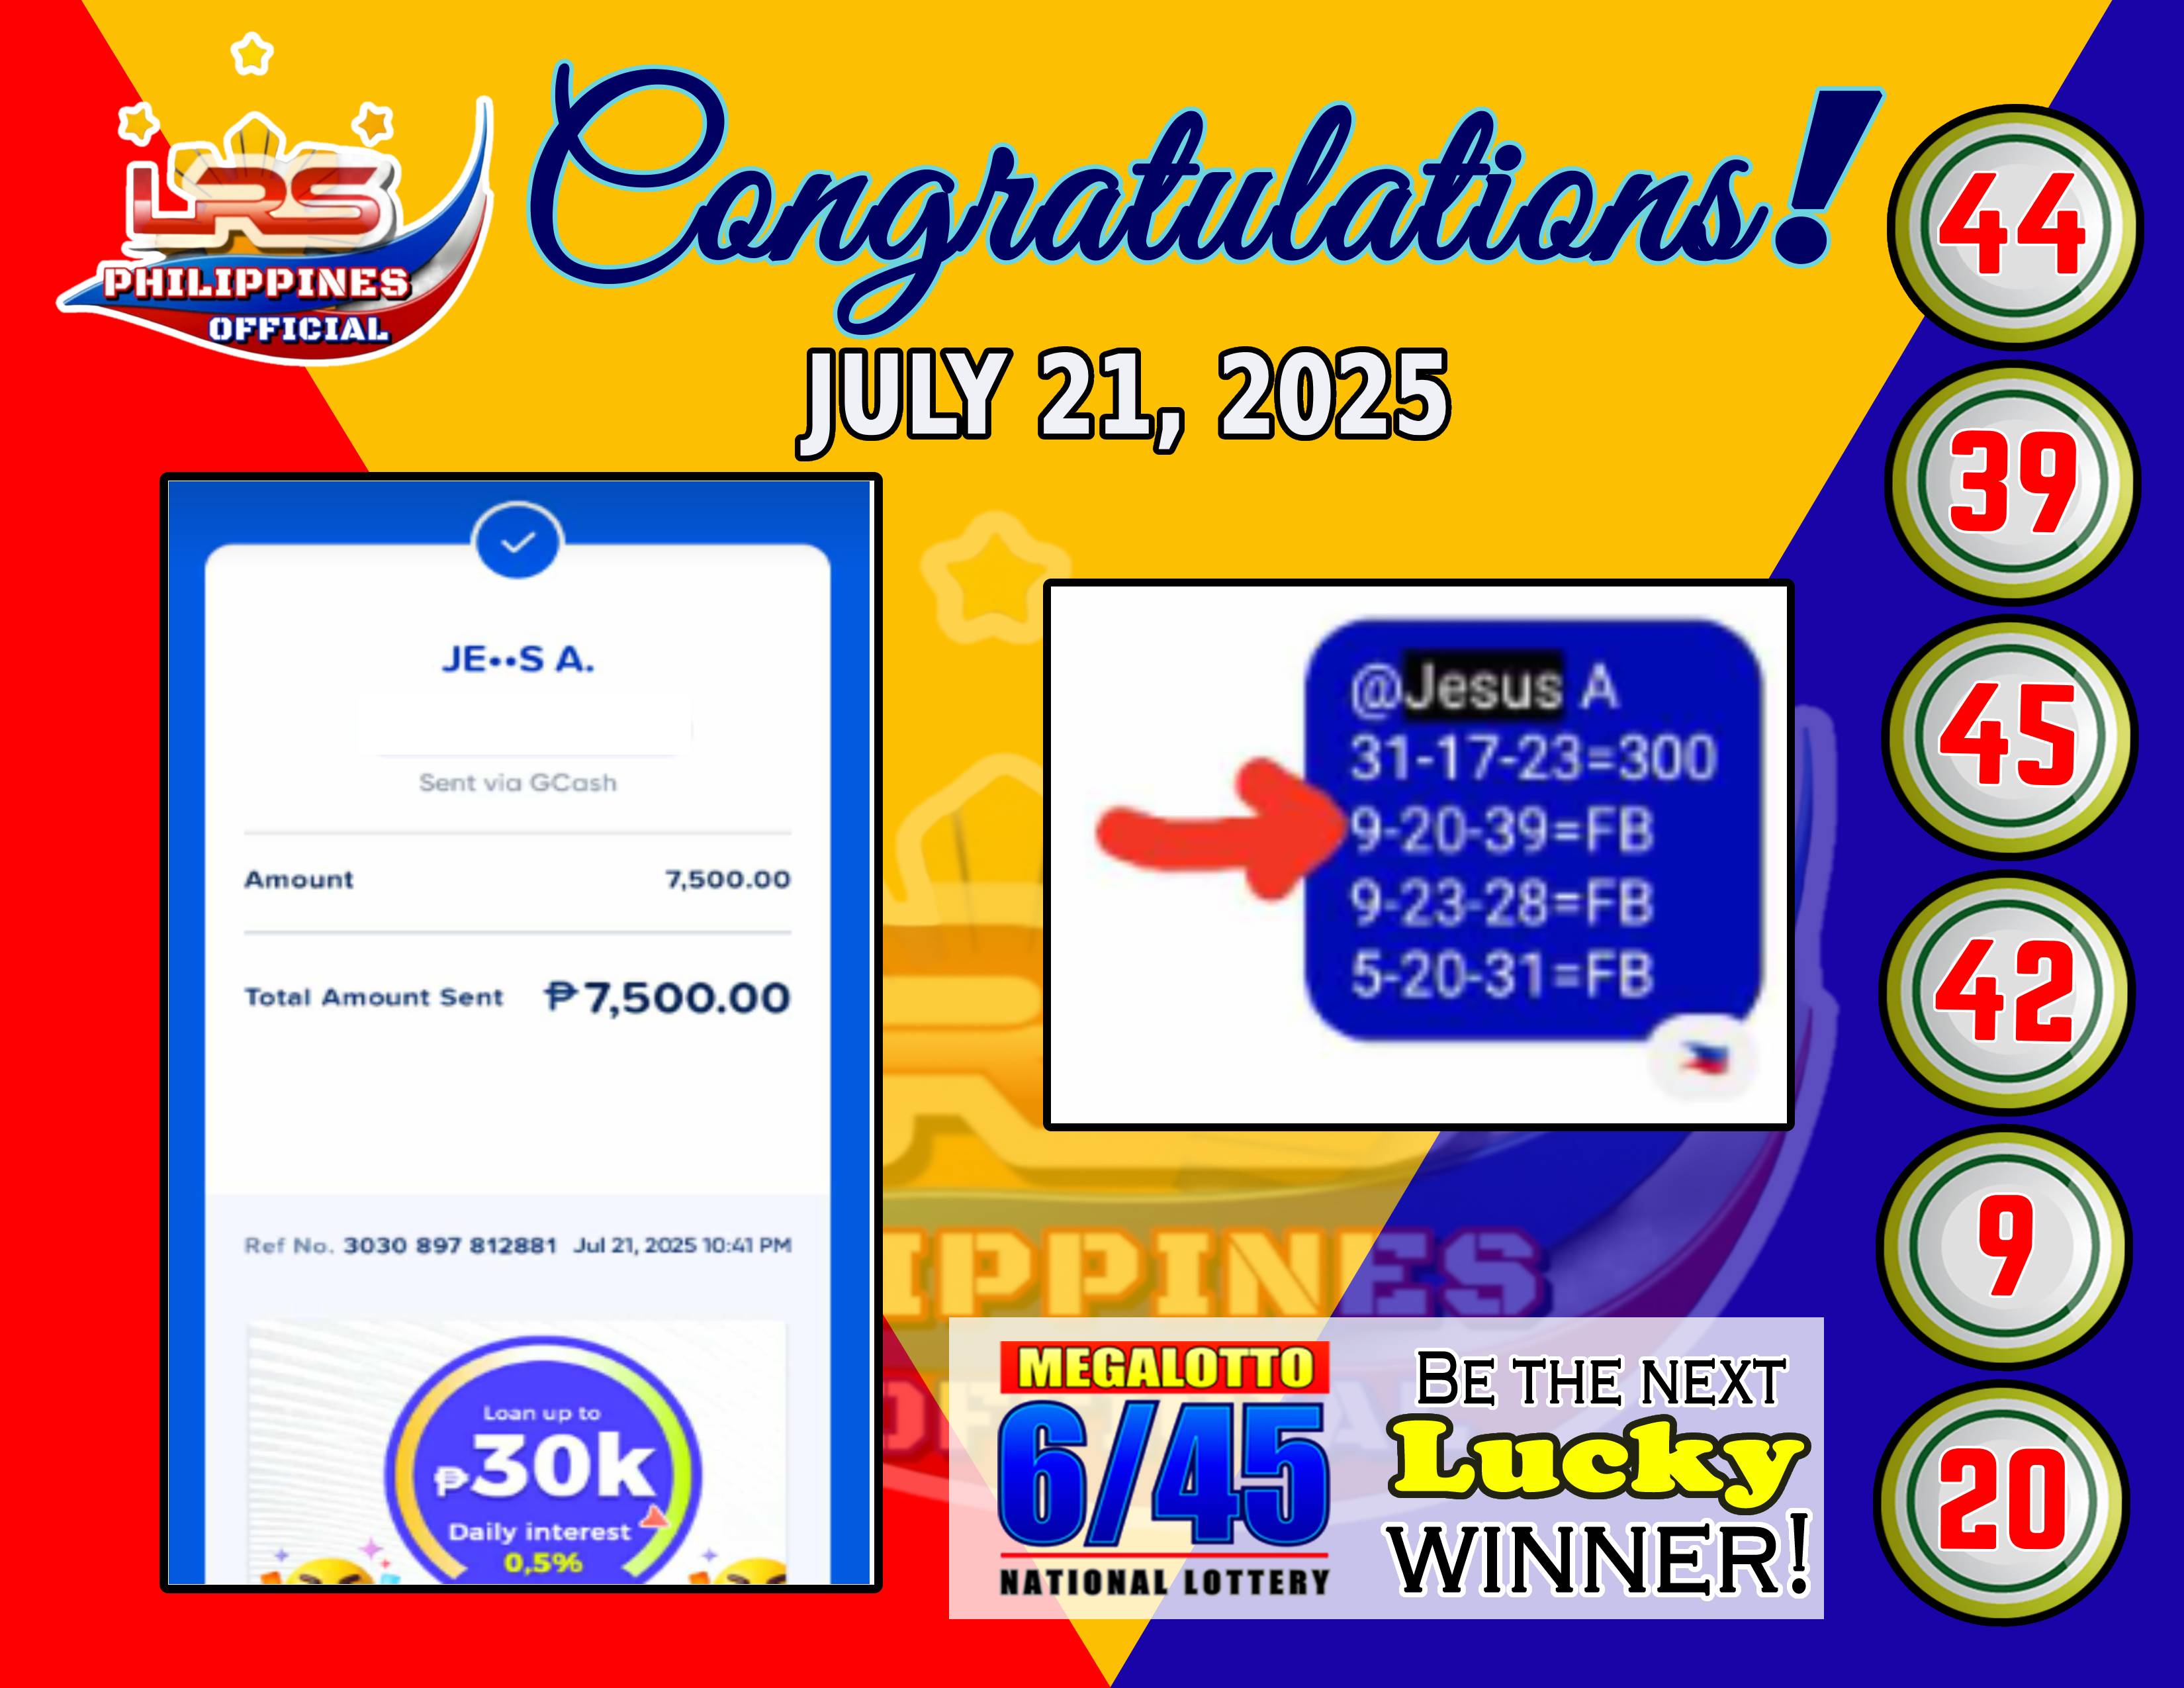 LRS
PHILIPPINES
OFFICIAL
Congratulations!
JULY 21, 2025
JE••S A.
Sent via GCash
Amount 7,500.00
Total Amount Sent ₱7,500.00
Ref No. 3030 897 812881 Jul 21, 2025 10:41 PM
Loan up to
₱30k
Daily interest
0,5%
@Jesus A
31-17-23=300
9-20-39=FB
9-23-28=FB
5-20-31=FB
MEGALOTTO
6/45
NATIONAL LOTTERY
BE THE NEXT
Lucky
WINNER!
44
39
45
42
9
20